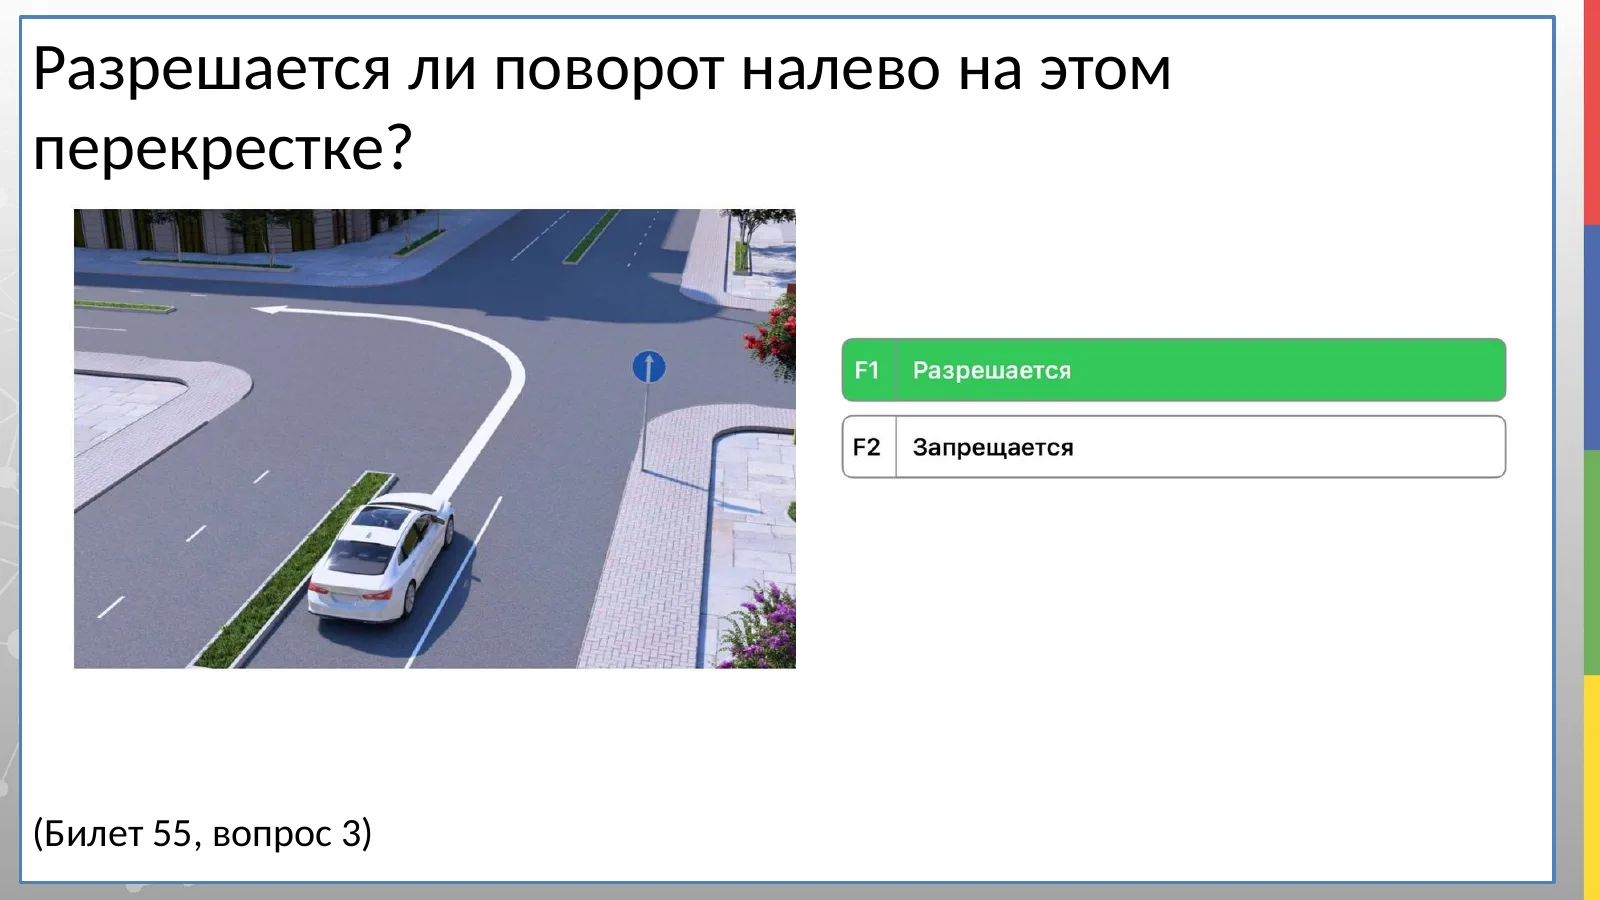 Разрешается ли поворот налево на этом
перекрестке?
F1 Разрешается
F2 Запрещается
(Билет 55, вопрос 3)